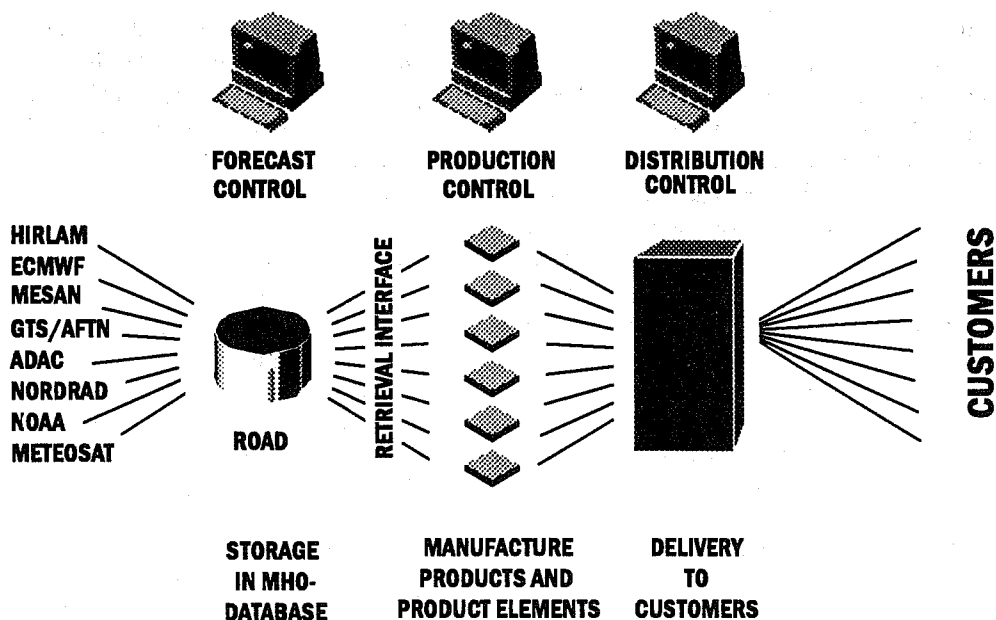 FORECAST
CONTROL
PRODUCTION
CONTROL
DISTRIBUTION
CONTROL
HIRLAM
ECMWF
MESAN
GTS/AFTN
ADAC
NORDRAD
NOAA
METEOSAT
ROAD
RETRIEVAL INTERFACE
CUSTOMERS
STORAGE
IN MHO-
DATABASE
MANUFACTURE
PRODUCTS AND
PRODUCT ELEMENTS
DELIVERY
TO
CUSTOMERS